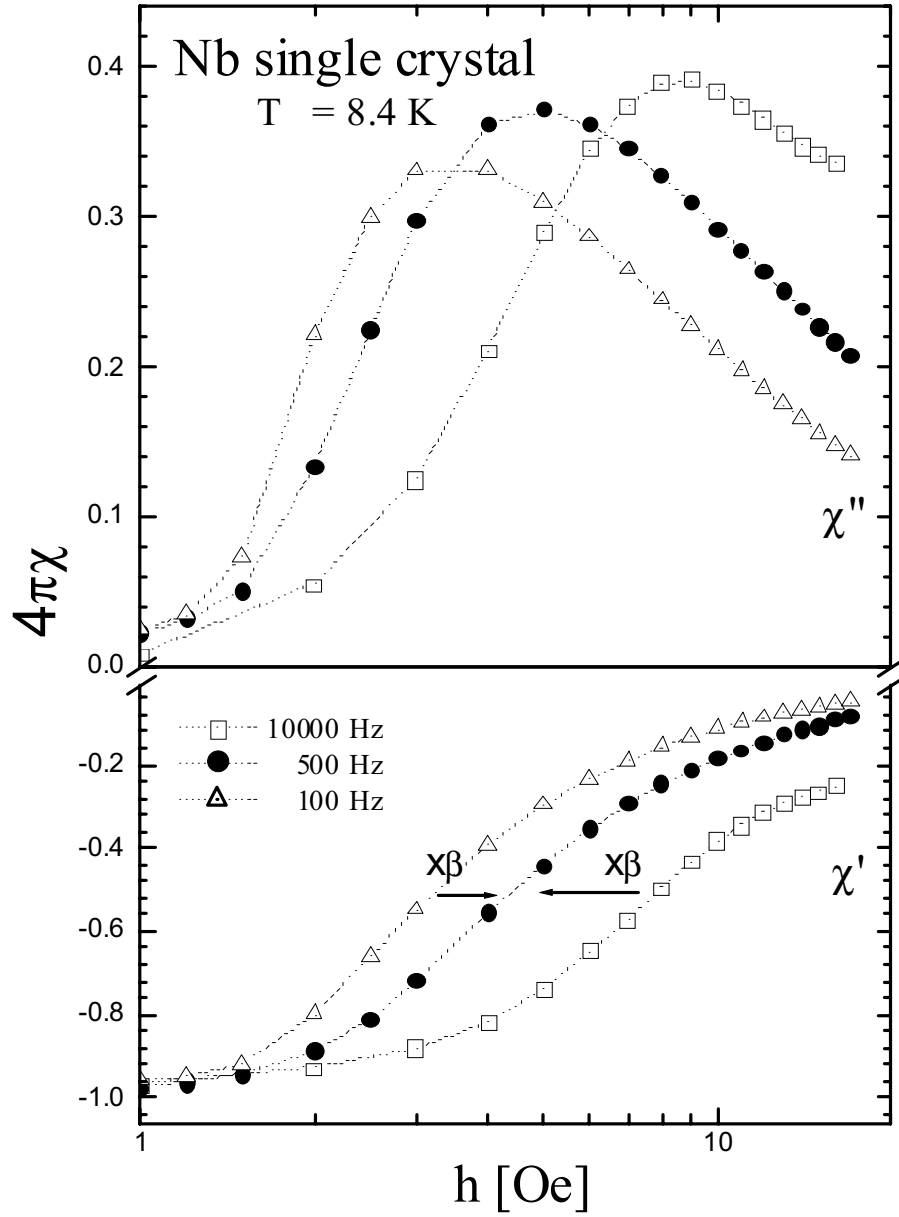 Nb single crystal
T = 8.4 K
0.4
0.3
0.2
0.1
0.0
χ"
4πχ
10000 Hz
500 Hz
100 Hz
xβ xβ
χ'
-0.2
-0.4
-0.6
-0.8
-1.0
1 10
h [Oe]